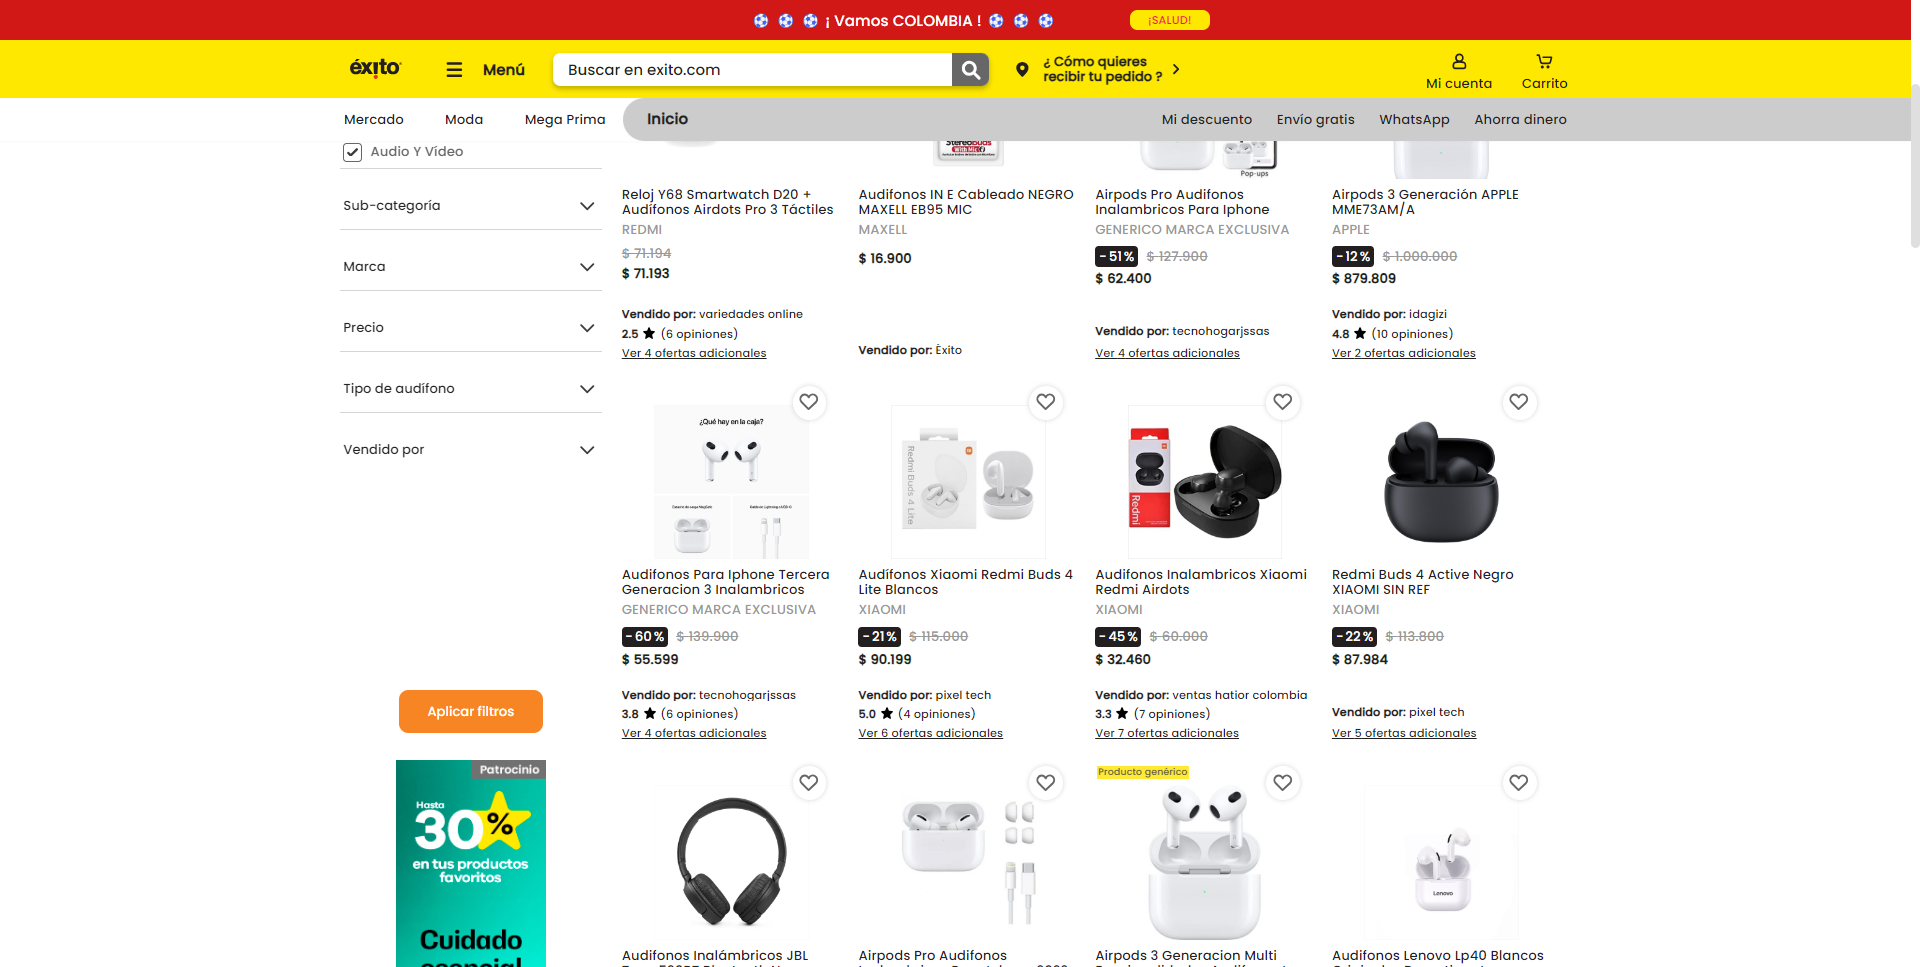 ¡ Vamos COLOMBIA !
¡SALUD!
éxito
Menú
Buscar en exito.com
¿ Cómo quieres
recibir tu pedido ?
Mi cuenta
Carrito
Mercado
Moda
Mega Prima
Inicio
Mi descuento
Envío gratis
WhatsApp
Ahorra dinero
Audio Y Vídeo
Sub-categoría
Marca
Precio
Tipo de audífono
Vendido por
Aplicar filtros
Patrocinio
Hasta
30%
en tus productos
favoritos
Cuidado
esencial
StereoBuds
Pop-ups
Reloj Y68 Smartwatch D20 +
Audífonos Airdots Pro 3 Táctiles
REDMI
$ 71.194
$ 71.193
Vendido por: variedades online
2.5 ★ (6 opiniones)
Ver 4 ofertas adicionales
Audifonos IN E Cableado NEGRO
MAXELL EB95 MIC
MAXELL
$ 16.900
Vendido por: Éxito
Airpods Pro Audifonos
Inalambricos Para Iphone
GENERICO MARCA EXCLUSIVA
-51% $ 127.900
$ 62.400
Vendido por: tecnohogarjssas
Ver 4 ofertas adicionales
Airpods 3 Generación APPLE
MME73AM/A
APPLE
-12% $ 1.000.000
$ 879.809
Vendido por: idagizi
4.8 ★ (10 opiniones)
Ver 2 ofertas adicionales
¿Qué hay en la caja?
Audifonos Para Iphone Tercera
Generacion 3 Inalambricos
GENERICO MARCA EXCLUSIVA
-60% $ 139.900
$ 55.599
Vendido por: tecnohogarjssas
3.8 ★ (6 opiniones)
Ver 4 ofertas adicionales
Redmi Buds 4 Lite
Audífonos Xiaomi Redmi Buds 4
Lite Blancos
XIAOMI
-21% $ 115.000
$ 90.199
Vendido por: pixel tech
5.0 ★ (4 opiniones)
Ver 6 ofertas adicionales
Redmi
Audifonos Inalambricos Xiaomi
Redmi Airdots
XIAOMI
-45% $ 60.000
$ 32.460
Vendido por: ventas hatior colombia
3.3 ★ (7 opiniones)
Ver 7 ofertas adicionales
Redmi Buds 4 Active Negro
XIAOMI SIN REF
XIAOMI
-22% $ 113.800
$ 87.984
Vendido por: pixel tech
Ver 5 ofertas adicionales
Audifonos Inalámbricos JBL
Airpods Pro Audifonos
Producto genérico
Airpods 3 Generacion Multi
Lenovo
Audifonos Lenovo Lp40 Blancos